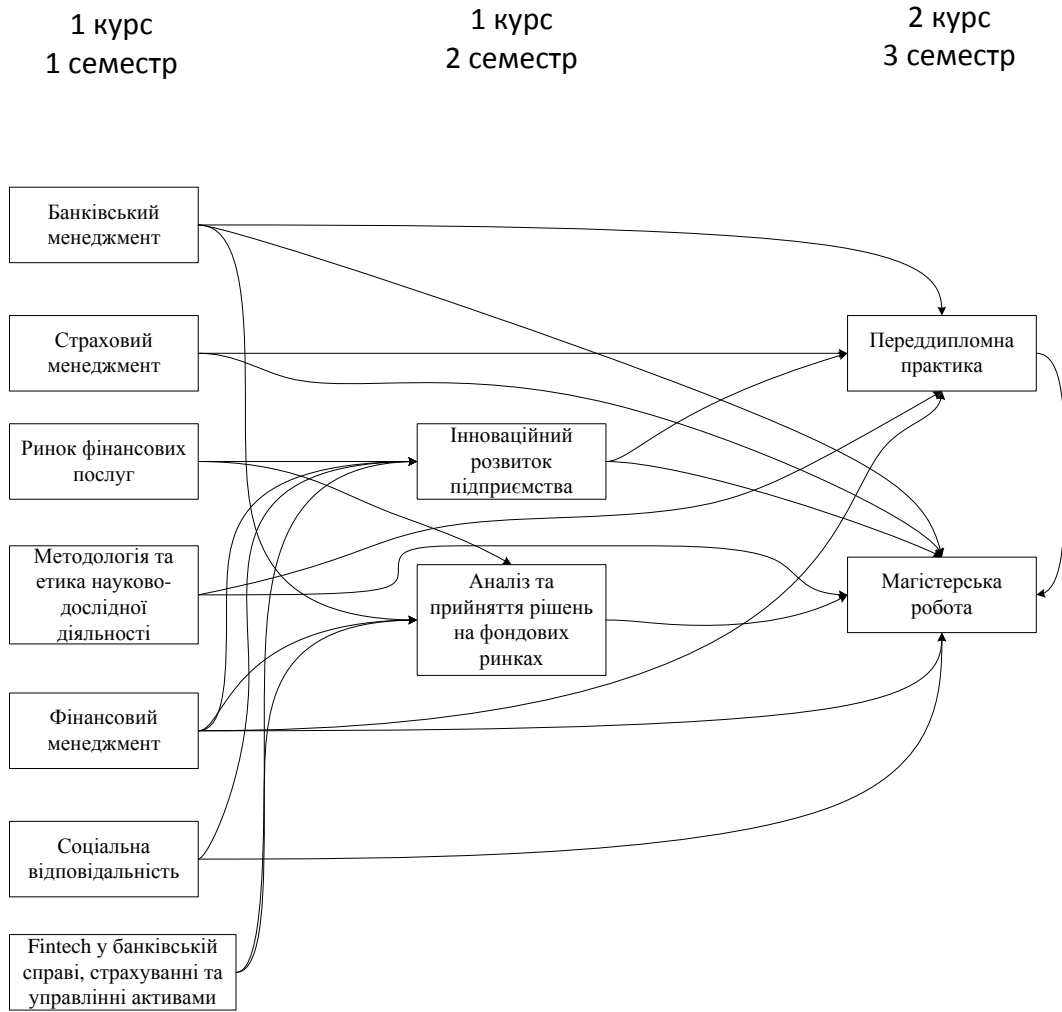 1 курс
1 семестр
1 курс
2 семестр
2 курс
3 семестр
Банківський
менеджмент
Страховий
менеджмент
Переддипломна
практика
Ринок фінансових
послуг
Інноваційний
розвиток
підприємства
Методологія та
етика науково-
дослідної
діяльності
Аналіз та
прийняття рішень
на фондових
ринках
Магістерська
робота
Фінансовий
менеджмент
Соціальна
відповідальність
Fintech у банківській
справі, страхуванні та
управлінні активами